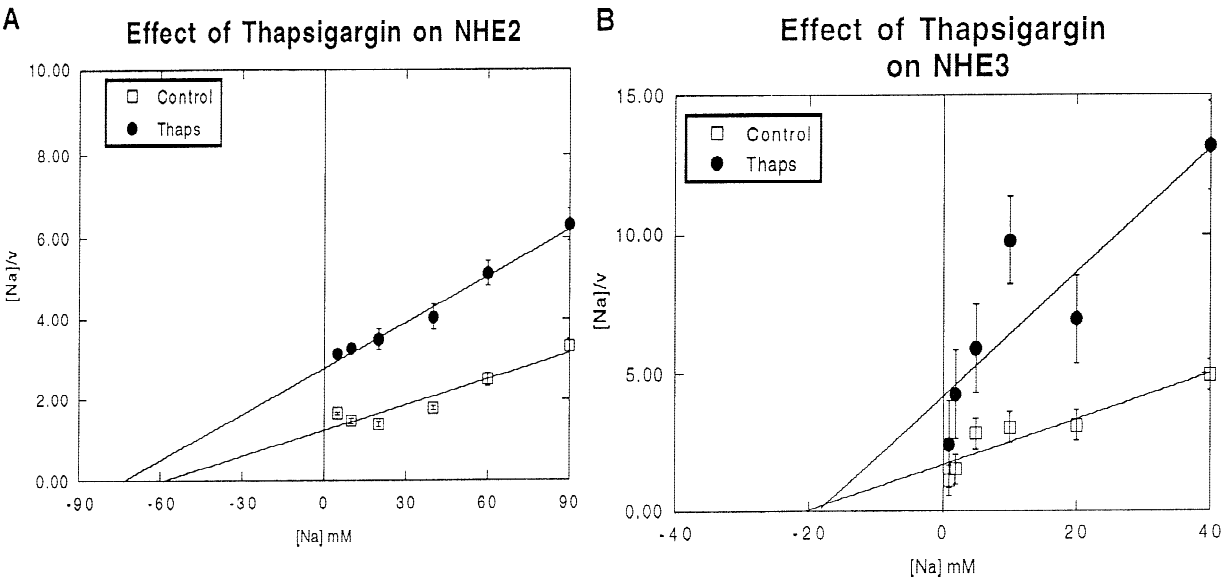 A
Effect of Thapsigargin on NHE2
10.00
8.00
6.00
4.00
2.00
0.00
[Na]/v
Control
Thaps
-90
-60
-30
0
30
60
90
[Na] mM
B
Effect of Thapsigargin
on NHE3
15.00
10.00
5.00
0.00
[Na]/v
Control
Thaps
-40
-20
0
20
40
[Na] mM